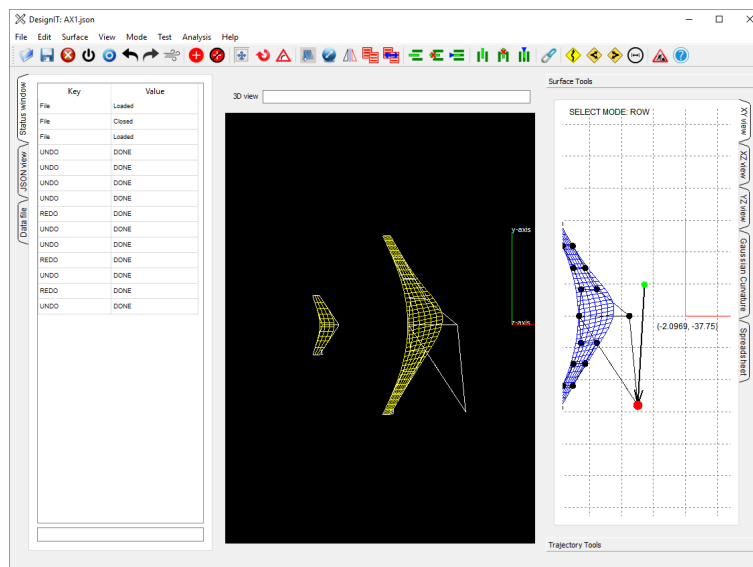 DesignIT: AX1.json
File Edit Surface View Mode Test Analysis Help
Status window
JSON view
Data file
Key Value
File Loaded
File Closed
File Loaded
UNDO DONE
UNDO DONE
UNDO DONE
REDO DONE
UNDO DONE
UNDO DONE
REDO DONE
UNDO DONE
REDO DONE
UNDO DONE
3D view
y-axis
z-axis
Surface Tools
SELECT MODE: ROW
(-2.0969, -37.75)
XY view
XZ view
YZ view
Gaussian Curvature
Spreadsheet
Trajectory Tools